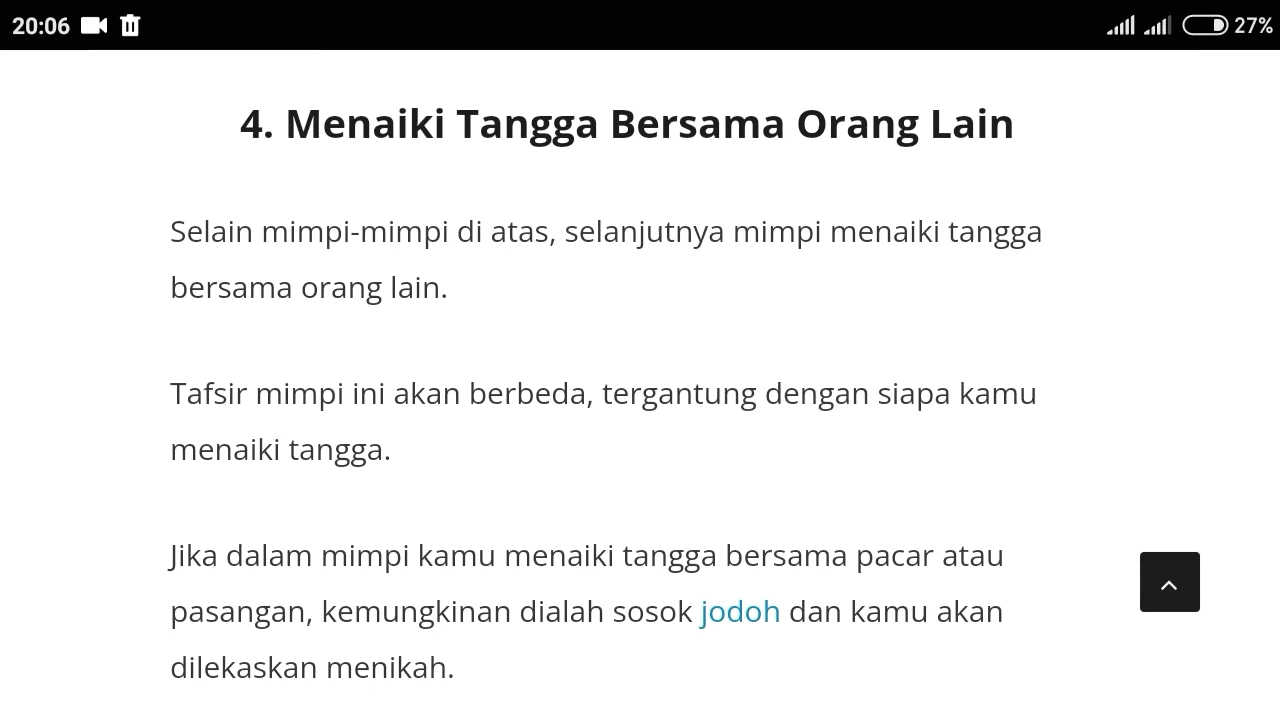 20:06
27%
4. Menaiki Tangga Bersama Orang Lain
Selain mimpi-mimpi di atas, selanjutnya mimpi menaiki tangga
bersama orang lain.
Tafsir mimpi ini akan berbeda, tergantung dengan siapa kamu
menaiki tangga.
Jika dalam mimpi kamu menaiki tangga bersama pacar atau
pasangan, kemungkinan dialah sosok jodoh dan kamu akan
dilekaskan menikah.